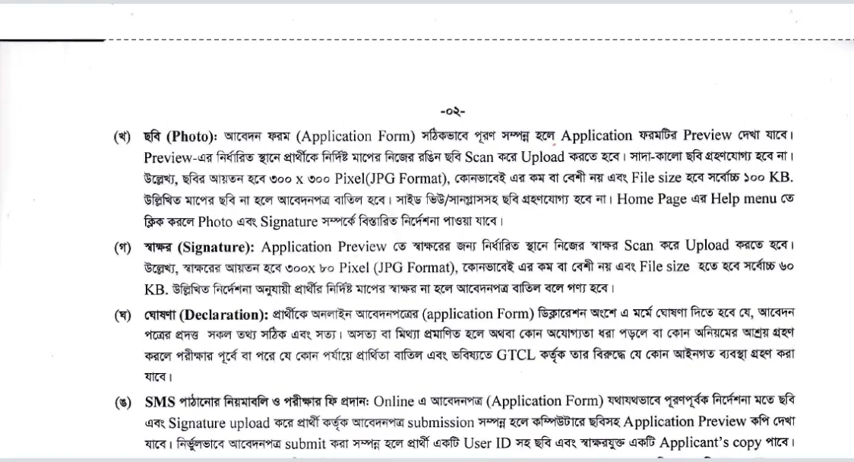 -০২-
(খ) ছবি (Photo): আবেদন ফরম (Application Form) সঠিকভাবে পূরণ সম্পন্ন হলে Application ফরমটির Preview দেখা যাবে।
Preview-এর নির্ধারিত স্থানে প্রার্থীকে নির্দিষ্ট মাপের নিজের রঙিন ছবি Scan করে Upload করতে হবে। সাদা-কালো ছবি গ্রহণযোগ্য হবে না।
উল্লেখ্য, ছবির আয়তন হবে ৩০০ X ৩০০ Pixel(JPG Format), কোনভাবেই এর কম বা বেশী নয় এবং File size হবে সর্বোচ্চ ১০০ KB.
উল্লিখিত মাপের ছবি না হলে আবেদনপত্র বাতিল হবে। সাইড ভিউ/সানগ্লাসসহ ছবি গ্রহণযোগ্য হবে না। Home Page এর Help menu তে
ক্লিক করলে Photo এবং Signature সম্পর্কে বিস্তারিত নির্দেশনা পাওয়া যাবে।
(গ) স্বাক্ষর (Signature): Application Preview তে স্বাক্ষরের জন্য নির্ধারিত স্থানে নিজের স্বাক্ষর Scan করে Upload করতে হবে।
উল্লেখ্য, স্বাক্ষরের আয়তন হবে ৩০০X ৮০ Pixel (JPG Format), কোনভাবেই এর কম বা বেশী নয় এবং File size হতে হবে সর্বোচ্চ ৬০
KB. উল্লিখিত নির্দেশনা অনুযায়ী প্রার্থীর নির্দিষ্ট মাপের স্বাক্ষর না হলে আবেদনপত্র বাতিল বলে গণ্য হবে।
(ঘ) ঘোষণা (Declaration): প্রার্থীকে অনলাইন আবেদনপত্রের (application Form) ডিক্লারেশন অংশে এ মর্মে ঘোষণা দিতে হবে যে, আবেদন
পত্রের প্রদত্ত সকল তথ্য সঠিক এবং সত্য। অসত্য বা মিথ্যা প্রমাণিত হলে অথবা কোন অযোগ্যতা ধরা পড়লে বা কোন অনিয়মের আশ্রয় গ্রহণ
করলে পরীক্ষার পূর্বে বা পরে যে কোন পর্যায়ে প্রার্থিতা বাতিল এবং ভবিষ্যতে GTCL কর্তৃক তার বিরুদ্ধে যে কোন আইনগত ব্যবস্থা গ্রহণ করা
যাবে।
(ঙ) SMS পাঠানোর নিয়মাবলি ও পরীক্ষার ফি প্রদান: Online এ আবেদনপত্র (Application Form) যথাযথভাবে পূরণপূর্বক নির্দেশনা মতে ছবি
এবং Signature upload করে প্রার্থী কর্তৃক আবেদনপত্র submission সম্পন্ন হলে কম্পিউটারে ছবিসহ Application Preview কপি দেখা
যাবে। নির্ভুলভাবে আবেদনপত্র submit করা সম্পন্ন হলে প্রার্থী একটি User ID সহ ছবি এবং স্বাক্ষরযুক্ত একটি Applicant's copy পাবে।